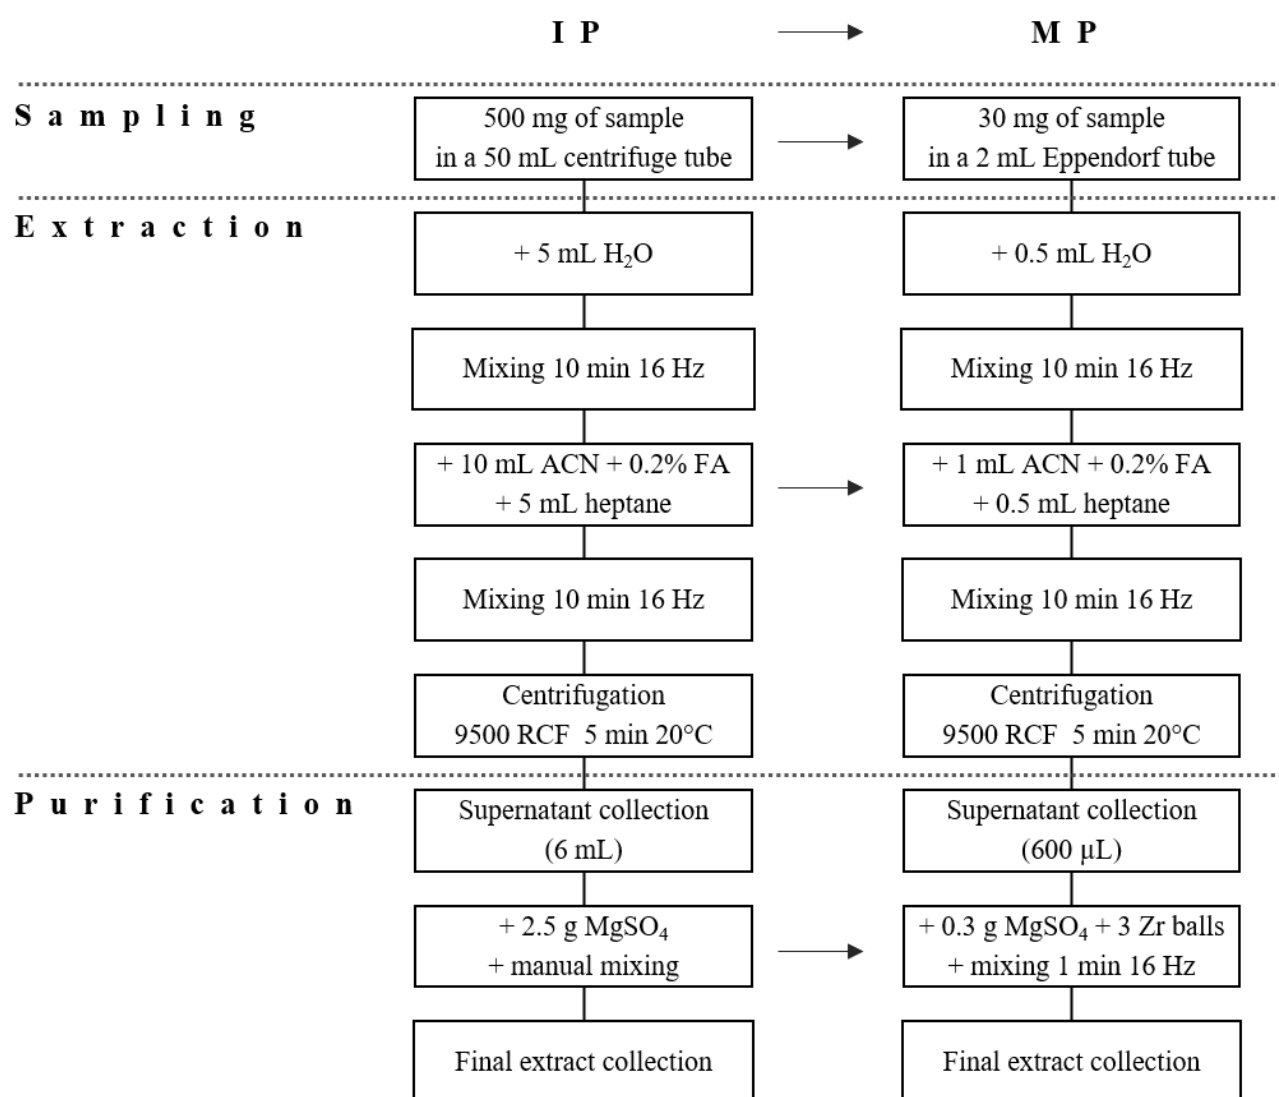 I P
M P
Sampling
500 mg of sample
in a 50 mL centrifuge tube
30 mg of sample
in a 2 mL Eppendorf tube
Extraction
+ 5 mL H₂O
+ 0.5 mL H₂O
Mixing 10 min 16 Hz
Mixing 10 min 16 Hz
+ 10 mL ACN + 0.2% FA
+ 5 mL heptane
+ 1 mL ACN + 0.2% FA
+ 0.5 mL heptane
Mixing 10 min 16 Hz
Mixing 10 min 16 Hz
Centrifugation
9500 RCF 5 min 20°C
Centrifugation
9500 RCF 5 min 20°C
Purification
Supernatant collection
(6 mL)
Supernatant collection
(600 µL)
+ 2.5 g MgSO₄
+ manual mixing
+ 0.3 g MgSO₄ + 3 Zr balls
+ mixing 1 min 16 Hz
Final extract collection
Final extract collection